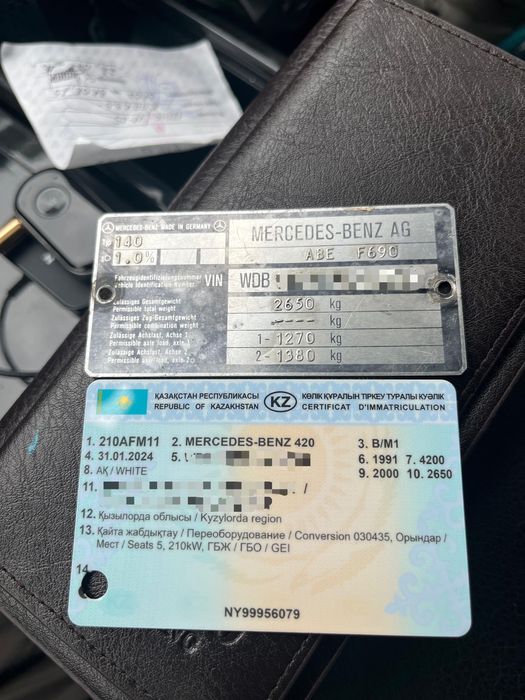 MERCEDES-BENZ MADE IN GERMANY
MERCEDES-BENZ AG
Typ 140
ABE F690
ZD 1.0%
Fahrzeugidentifizierungsnummer
Vehicle Identification Number
VIN WDB
Zulässiges Gesamtgewicht
Permissible total weight
2650 kg
Zulässiges Zug-Gesamtgewicht
Permissible combination weight
---- kg
Zulässige Achslast, Achse 1
Permissible axle load, axle 1
1- 1270 kg
Zulässige Achslast, Achse 2
Permissible axle load, axle 2
2- 1380 kg
ҚАЗАҚСТАН РЕСПУБЛИКАСЫ
REPUBLIC OF KAZAKHSTAN
KZ
КӨЛІК ҚҰРАЛЫН ТІРКЕУ ТУРАЛЫ КУӘЛІК
CERTIFICAT D'IMMATRICULATION
1. 210AFM11 2. MERCEDES-BENZ 420 3. B/M1
4. 31.01.2024 5. 6. 1991 7. 4200
8. АҚ / WHITE 9. 2000 10. 2650
11. /
12. Қызылорда облысы / Kyzylorda region
13. Қайта жабдықтау / Переоборудование / Conversion 030435, Орындар /
Мест / Seats 5, 210kW, ГБЖ / ГБО / GEI
14
NY99956079